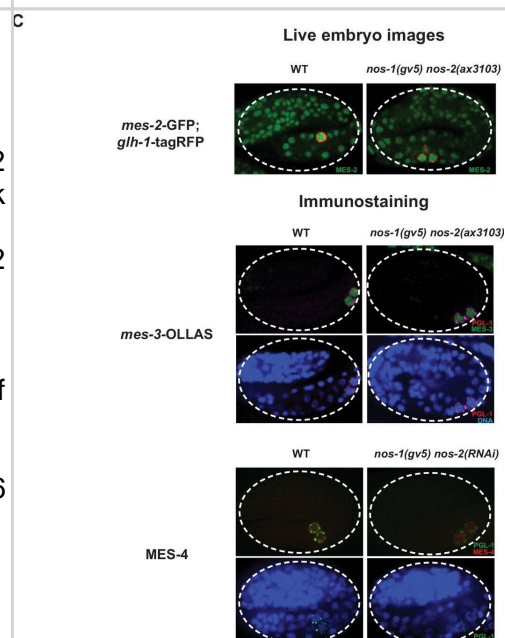 C
Live embryo images
WT nos-1(gv5) nos-2(ax3103)
mes-2-GFP;
glh-1-tagRFP
MES-2 MES-2
Immunostaining
WT nos-1(gv5) nos-2(ax3103)
PGL-1
MES-3
mes-3-OLLAS
PGL-1
DNA
WT nos-1(gv5) nos-2(RNAi)
PGL-1
MES-4
MES-4
PGL-1
2
k
2
f
6